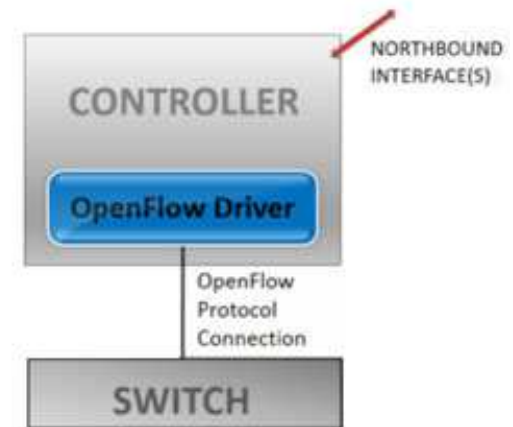 NORTHBOUND
INTERFACE(S)
CONTROLLER
OpenFlow Driver
OpenFlow
Protocol
Connection
SWITCH